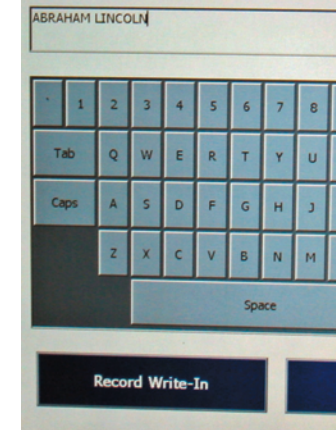 ABRAHAM LINCOLN
` 1 2 3 4 5 6 7 8
Tab Q W E R T Y U
Caps A S D F G H J
Z X C V B N M
Space
Record Write-In